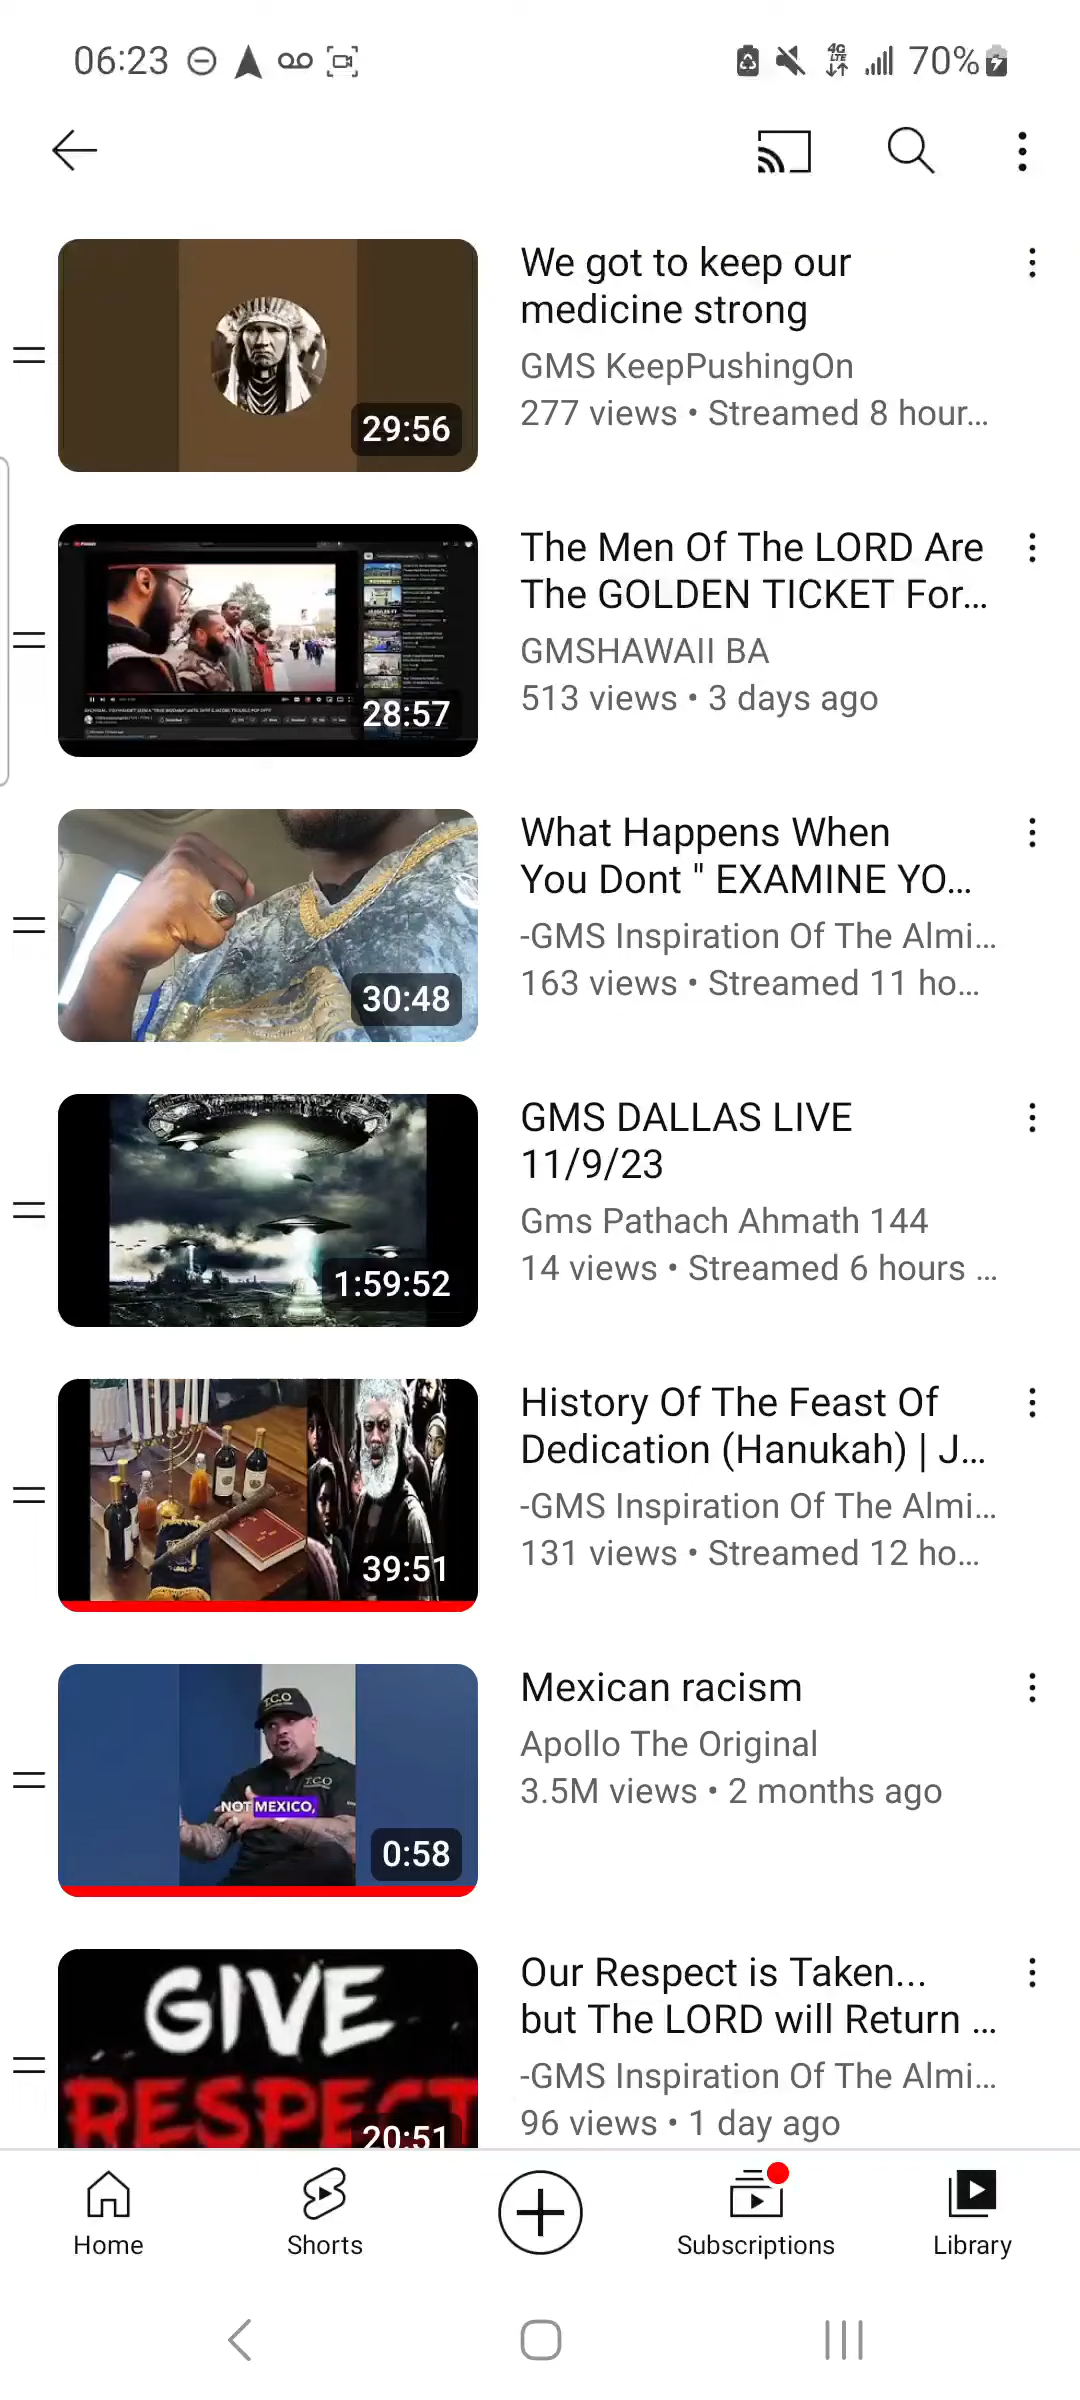 06:23
4G LTE
70%
We got to keep our
medicine strong
GMS KeepPushingOn
277 views • Streamed 8 hour...
29:56
The Men Of The LORD Are
The GOLDEN TICKET For...
GMSHAWAII BA
513 views • 3 days ago
28:57
What Happens When
You Dont " EXAMINE YO...
-GMS Inspiration Of The Almi...
163 views • Streamed 11 ho...
30:48
GMS DALLAS LIVE
11/9/23
Gms Pathach Ahmath 144
14 views • Streamed 6 hours ...
1:59:52
History Of The Feast Of
Dedication (Hanukah) | J...
-GMS Inspiration Of The Almi...
131 views • Streamed 12 ho...
39:51
Mexican racism
Apollo The Original
3.5M views • 2 months ago
T.C.O
T.C.O
NOT MEXICO,
0:58
Our Respect is Taken...
but The LORD will Return ...
-GMS Inspiration Of The Almi...
96 views • 1 day ago
GIVE
RESPECT
20:51
Home
Shorts
Subscriptions
Library